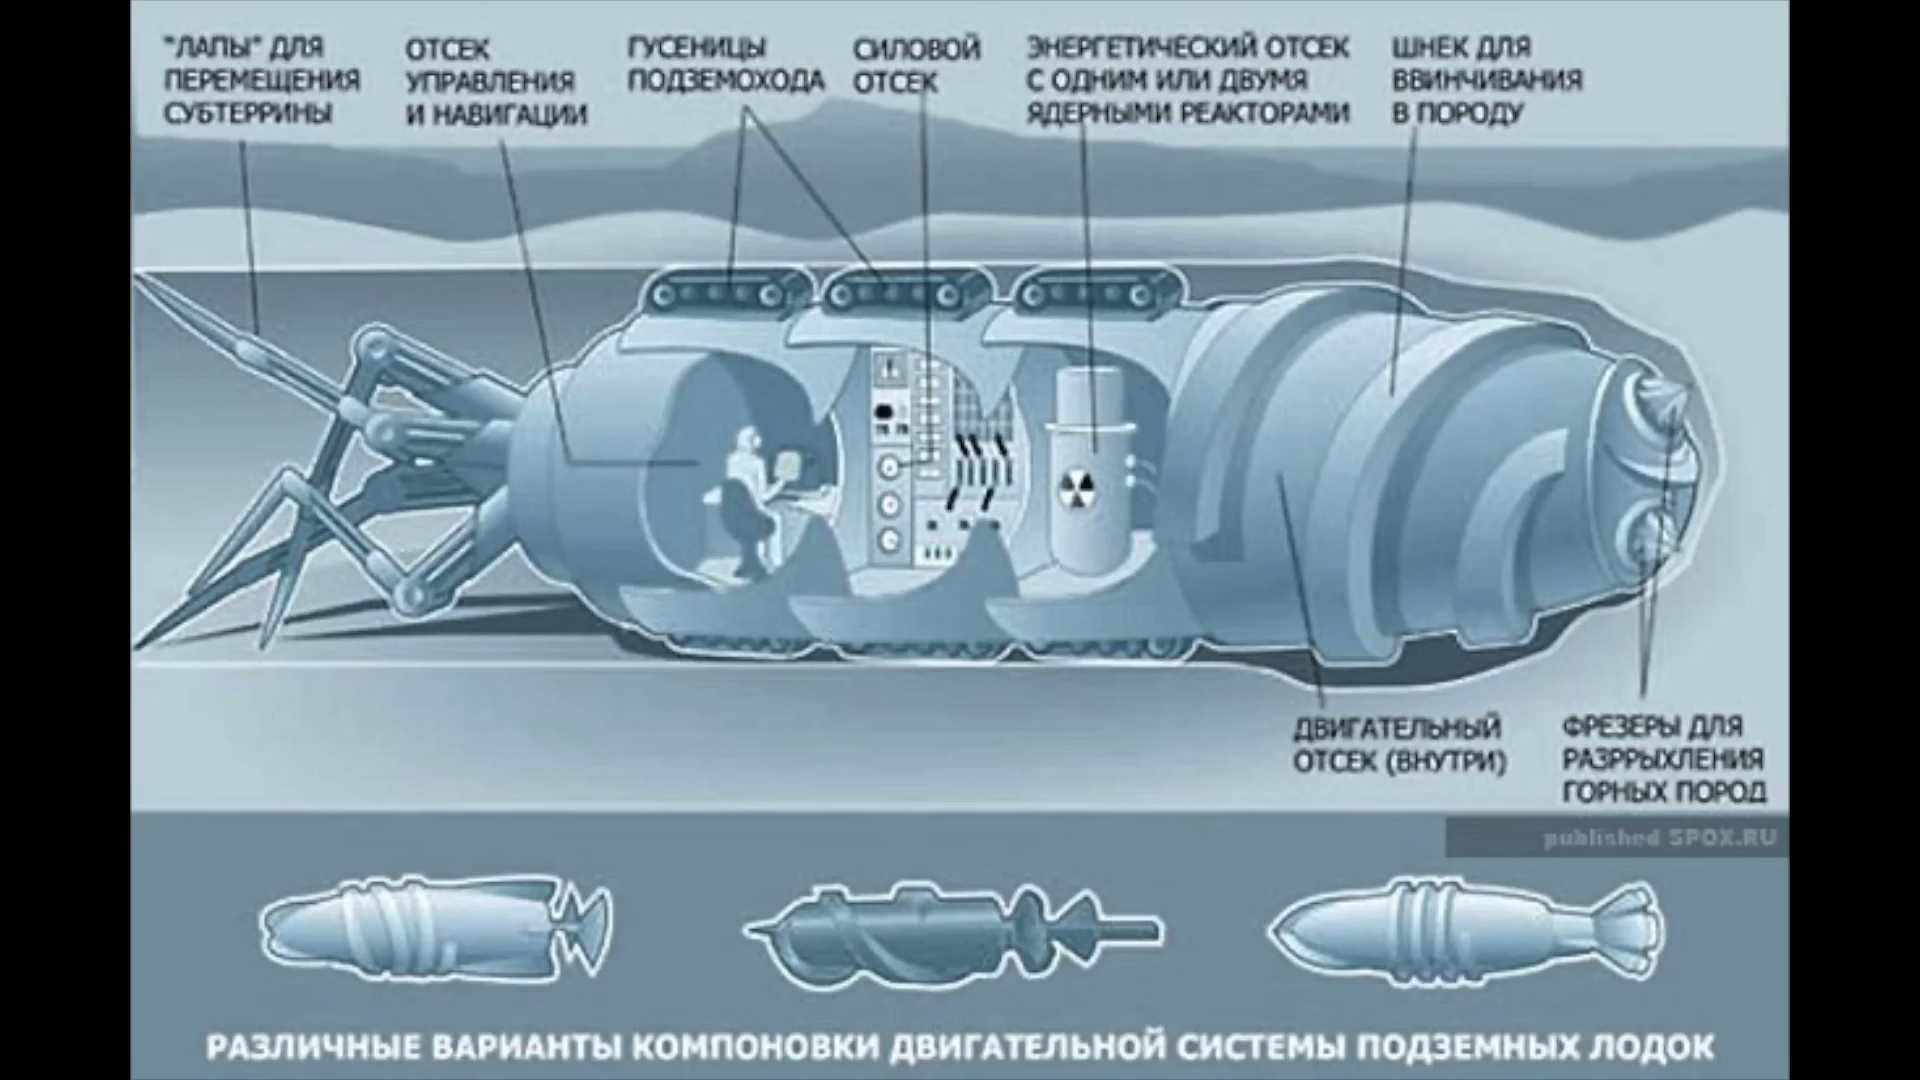 "ЛАПЫ" ДЛЯ
ПЕРЕМЕЩЕНИЯ
СУБТЕРРИНЫ
ОТСЕК
УПРАВЛЕНИЯ
И НАВИГАЦИИ
ГУСЕНИЦЫ
ПОДЗЕМОХОДА
СИЛОВОЙ
ОТСЕК
ЭНЕРГЕТИЧЕСКИЙ ОТСЕК
С ОДНИМ ИЛИ ДВУМЯ
ЯДЕРНЫМИ РЕАКТОРАМИ
ШНЕК ДЛЯ
ВВИНЧИВАНИЯ
В ПОРОДУ
ДВИГАТЕЛЬНЫЙ
ОТСЕК (ВНУТРИ)
ФРЕЗЕРЫ ДЛЯ
РАЗРРЫХЛЕНИЯ
ГОРНЫХ ПОРОД
published SPOX.RU
РАЗЛИЧНЫЕ ВАРИАНТЫ КОМПОНОВКИ ДВИГАТЕЛЬНОЙ СИСТЕМЫ ПОДЗЕМНЫХ ЛОДОК